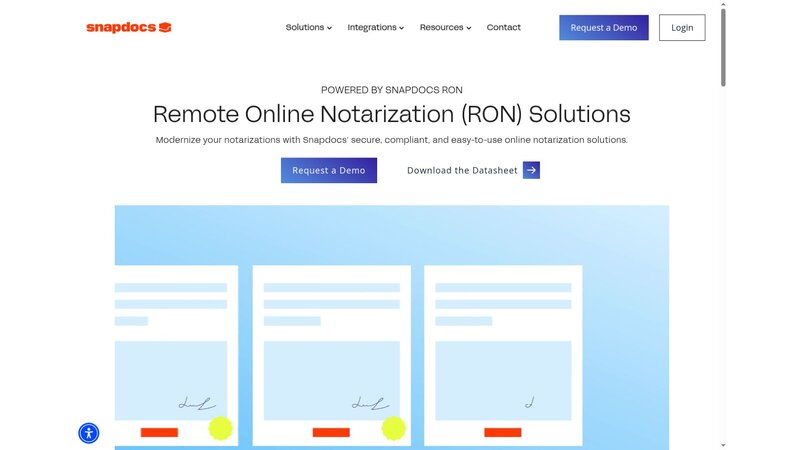 snapdocs
Solutions
Integrations
Resources
Contact
Request a Demo
Login
POWERED BY SNAPDOCS RON
Remote Online Notarization (RON) Solutions
Modernize your notarizations with Snapdocs' secure, compliant, and easy-to-use online notarization solutions.
Request a Demo
Download the Datasheet